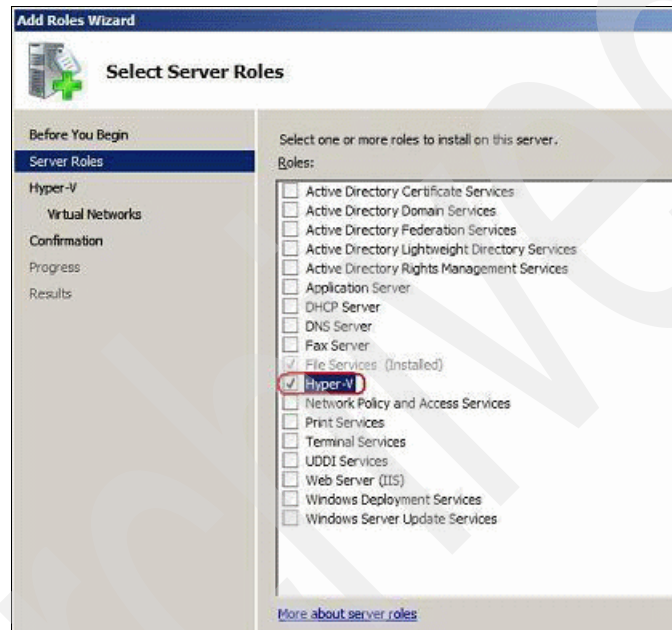 Add Roles Wizard
Select Server Roles
Before You Begin
Server Roles
Hyper-V
Virtual Networks
Confirmation
Progress
Results
Select one or more roles to install on this server.
Roles:
Active Directory Certificate Services
Active Directory Domain Services
Active Directory Federation Services
Active Directory Lightweight Directory Services
Active Directory Rights Management Services
Application Server
DHCP Server
DNS Server
Fax Server
File Services (Installed)
Hyper-V
Network Policy and Access Services
Print Services
Terminal Services
UDDI Services
Web Server (IIS)
Windows Deployment Services
Windows Server Update Services
More about server roles